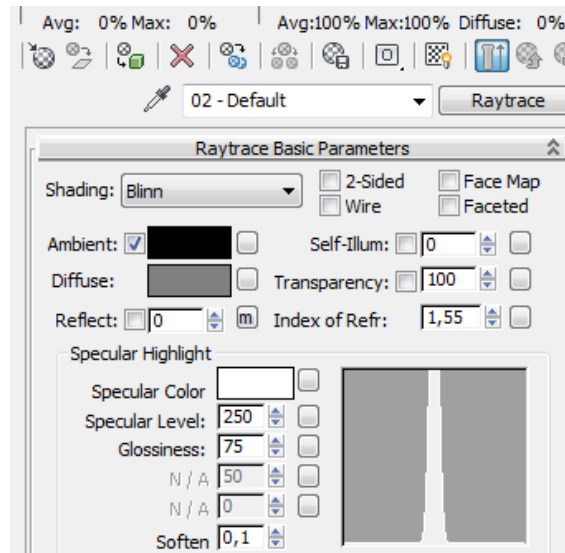 Avg: 0% Max: 0% Avg:100% Max:100% Diffuse: 0%
02 - Default Raytrace
Raytrace Basic Parameters
Shading: Blinn 2-Sided Face Map
Wire Faceted
Ambient: Self-Illum: 0
Diffuse: Transparency: 100
Reflect: 0 m Index of Refr: 1,55
Specular Highlight
Specular Color
Specular Level: 250
Glossiness: 75
N / A 50
N / A 0
Soften 0,1